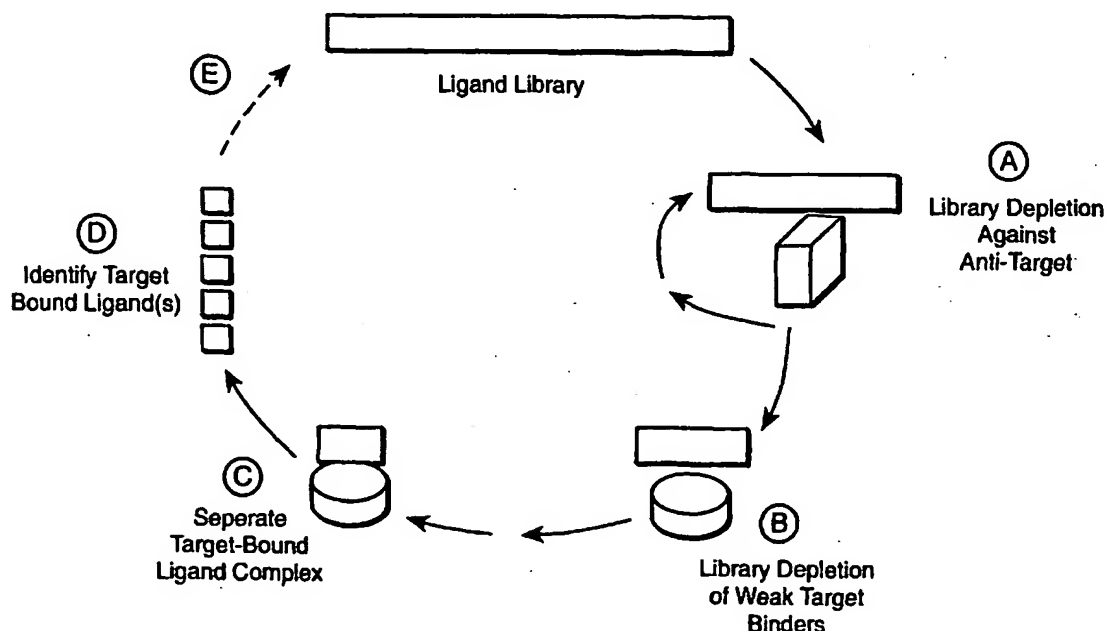 Ligand Library
A
Library Depletion
Against
Anti-Target
B
Library Depletion
of Weak Target
Binders
C
Seperate
Target-Bound
Ligand Complex
D
Identify Target
Bound Ligand(s)
E